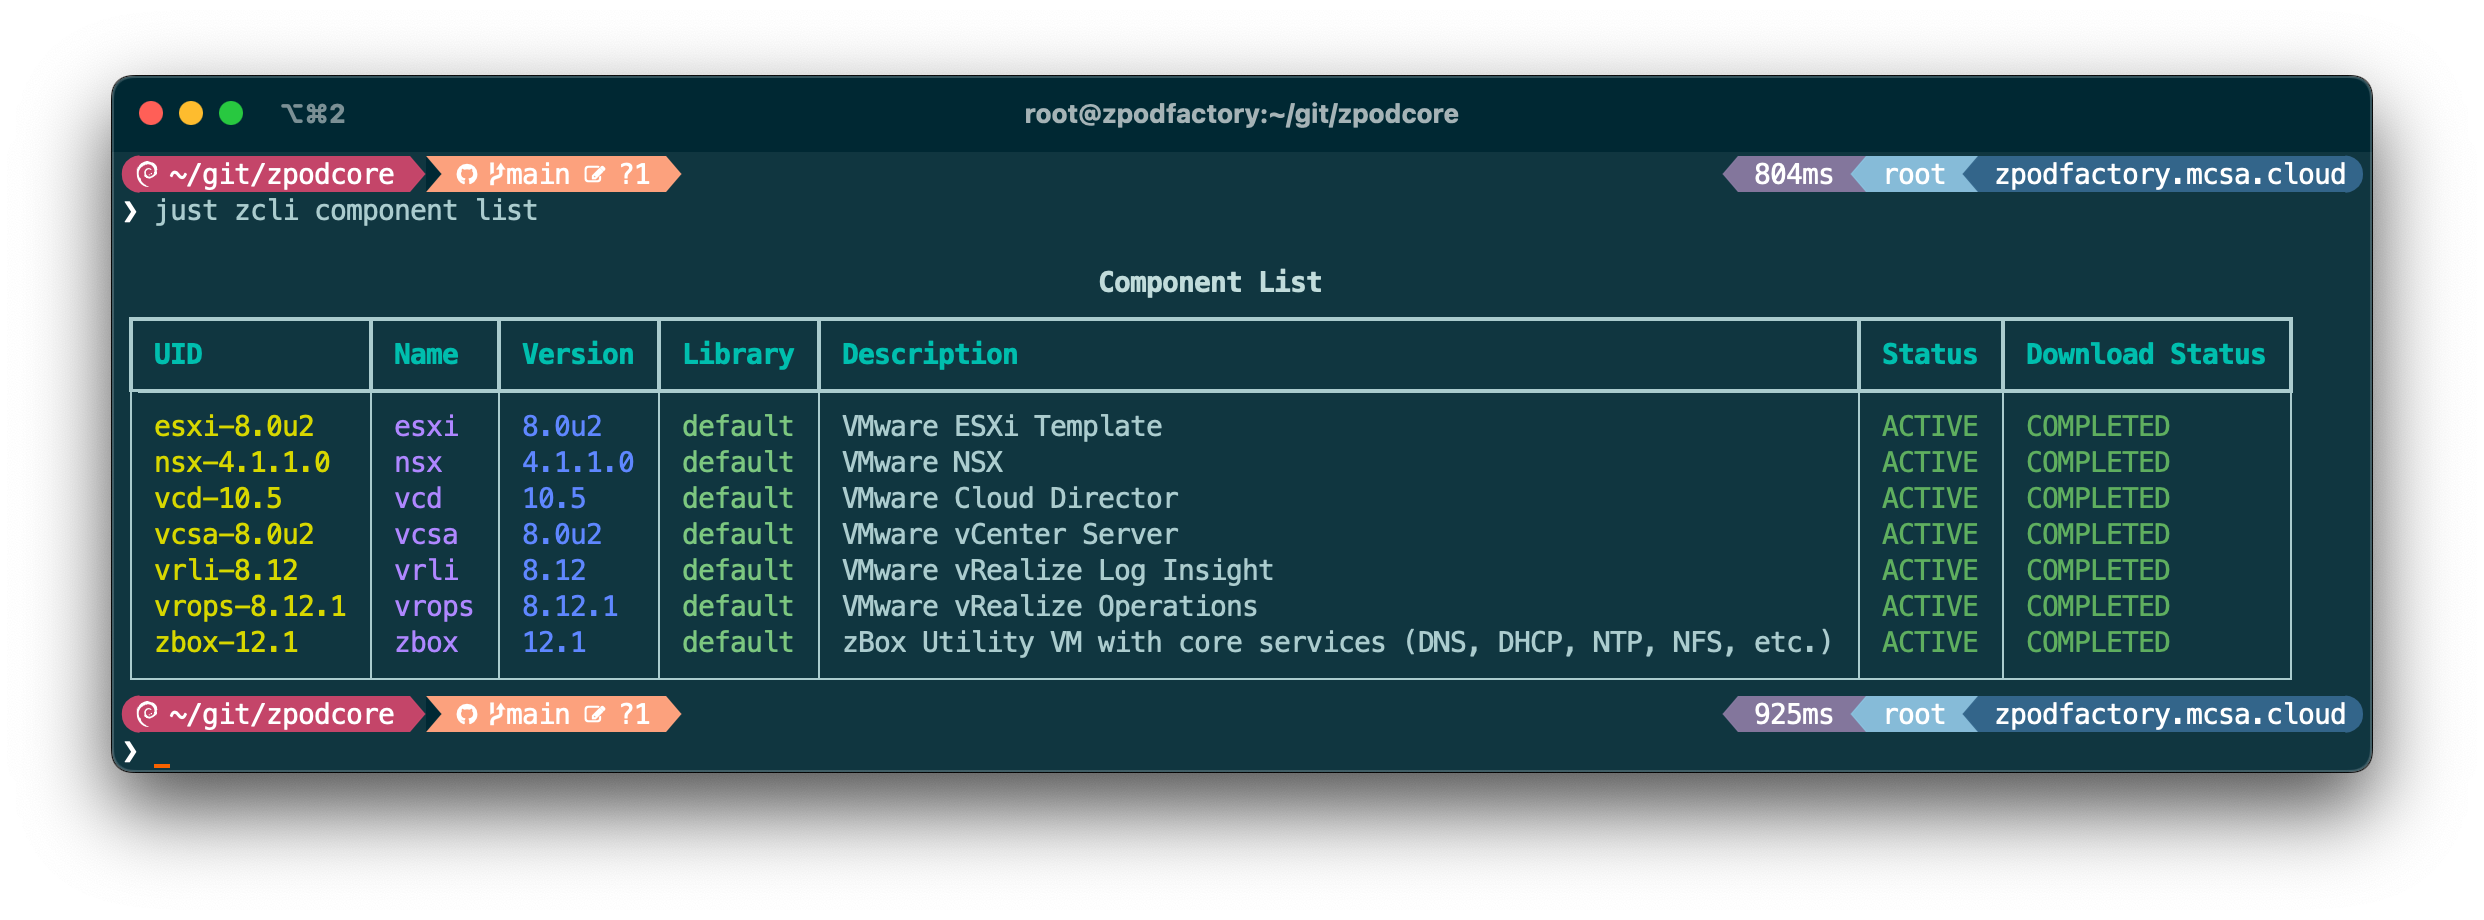 ⌥⌘2 root@zpodfactory:~/git/zpodcore
~/git/zpodcore main ?1 804ms root zpodfactory.mcsa.cloud
❯ just zcli component list
Component List
UID Name Version Library Description Status Download Status
esxi-8.0u2 esxi 8.0u2 default VMware ESXi Template ACTIVE COMPLETED
nsx-4.1.1.0 nsx 4.1.1.0 default VMware NSX ACTIVE COMPLETED
vcd-10.5 vcd 10.5 default VMware Cloud Director ACTIVE COMPLETED
vcsa-8.0u2 vcsa 8.0u2 default VMware vCenter Server ACTIVE COMPLETED
vrli-8.12 vrli 8.12 default VMware vRealize Log Insight ACTIVE COMPLETED
vrops-8.12.1 vrops 8.12.1 default VMware vRealize Operations ACTIVE COMPLETED
zbox-12.1 zbox 12.1 default zBox Utility VM with core services (DNS, DHCP, NTP, NFS, etc.) ACTIVE COMPLETED
~/git/zpodcore main ?1 925ms root zpodfactory.mcsa.cloud
❯ _